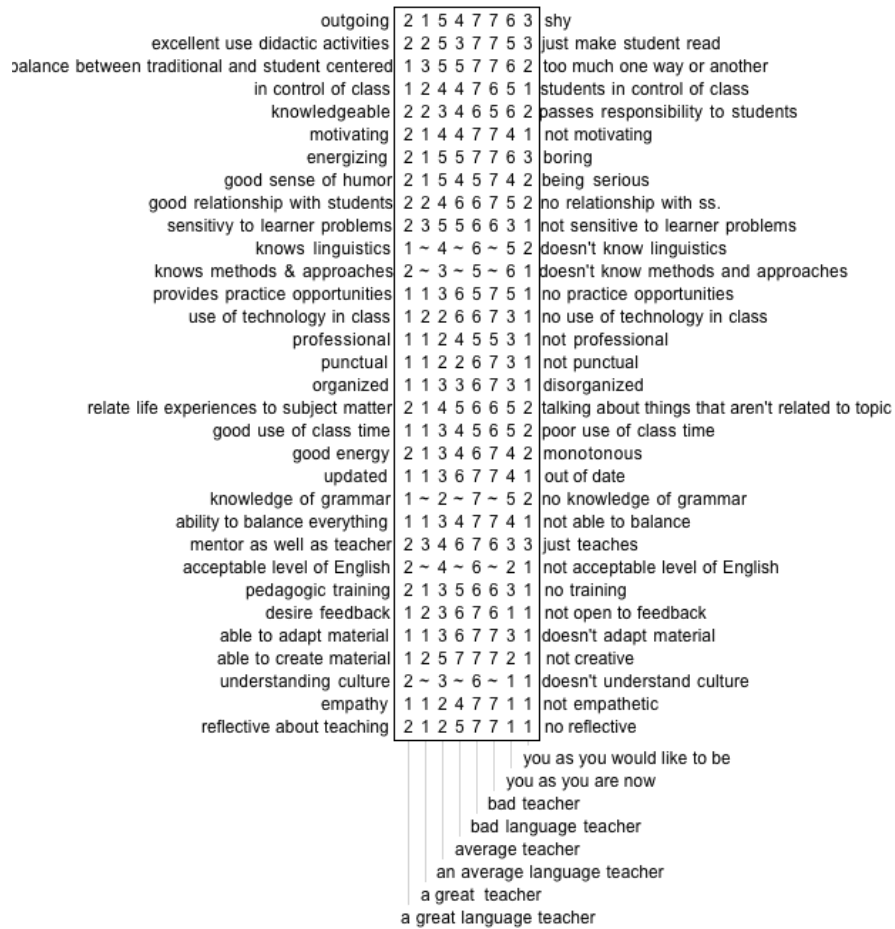 outgoing 2 1 5 4 7 7 6 3 shy
excellent use didactic activities 2 2 5 3 7 7 5 3 just make student read
balance between traditional and student centered 1 3 5 5 7 7 6 2 too much one way or another
in control of class 1 2 4 4 7 6 5 1 students in control of class
knowledgeable 2 2 3 4 6 5 6 2 passes responsibility to students
motivating 2 1 4 4 7 7 4 1 not motivating
energizing 2 1 5 5 7 7 6 3 boring
good sense of humor 2 1 5 4 5 7 4 2 being serious
good relationship with students 2 2 4 6 6 7 5 2 no relationship with ss.
sensitivy to learner problems 2 3 5 5 6 6 3 1 not sensitive to learner problems
knows linguistics 1 ~ 4 ~ 6 ~ 5 2 doesn't know linguistics
knows methods & approaches 2 ~ 3 ~ 5 ~ 6 1 doesn't know methods and approaches
provides practice opportunities 1 1 3 6 5 7 5 1 no practice opportunities
use of technology in class 1 2 2 6 6 7 3 1 no use of technology in class
professional 1 1 2 4 5 5 3 1 not professional
punctual 1 1 2 2 6 7 3 1 not punctual
organized 1 1 3 3 6 7 3 1 disorganized
relate life experiences to subject matter 2 1 4 5 6 6 5 2 talking about things that aren't related to topic
good use of class time 1 1 3 4 5 6 5 2 poor use of class time
good energy 2 1 3 4 6 7 4 2 monotonous
updated 1 1 3 6 7 7 4 1 out of date
knowledge of grammar 1 ~ 2 ~ 7 ~ 5 2 no knowledge of grammar
ability to balance everything 1 1 3 4 7 7 4 1 not able to balance
mentor as well as teacher 2 3 4 6 7 6 3 3 just teaches
acceptable level of English 2 ~ 4 ~ 6 ~ 2 1 not acceptable level of English
pedagogic training 2 1 3 5 6 6 3 1 no training
desire feedback 1 2 3 6 7 6 1 1 not open to feedback
able to adapt material 1 1 3 6 7 7 3 1 doesn't adapt material
able to create material 1 2 5 7 7 7 2 1 not creative
understanding culture 2 ~ 3 ~ 6 ~ 1 1 doesn't understand culture
empathy 1 1 2 4 7 7 1 1 not empathetic
reflective about teaching 2 1 2 5 7 7 1 1 no reflective
you as you would like to be
you as you are now
bad teacher
bad language teacher
average teacher
an average language teacher
a great teacher
a great language teacher